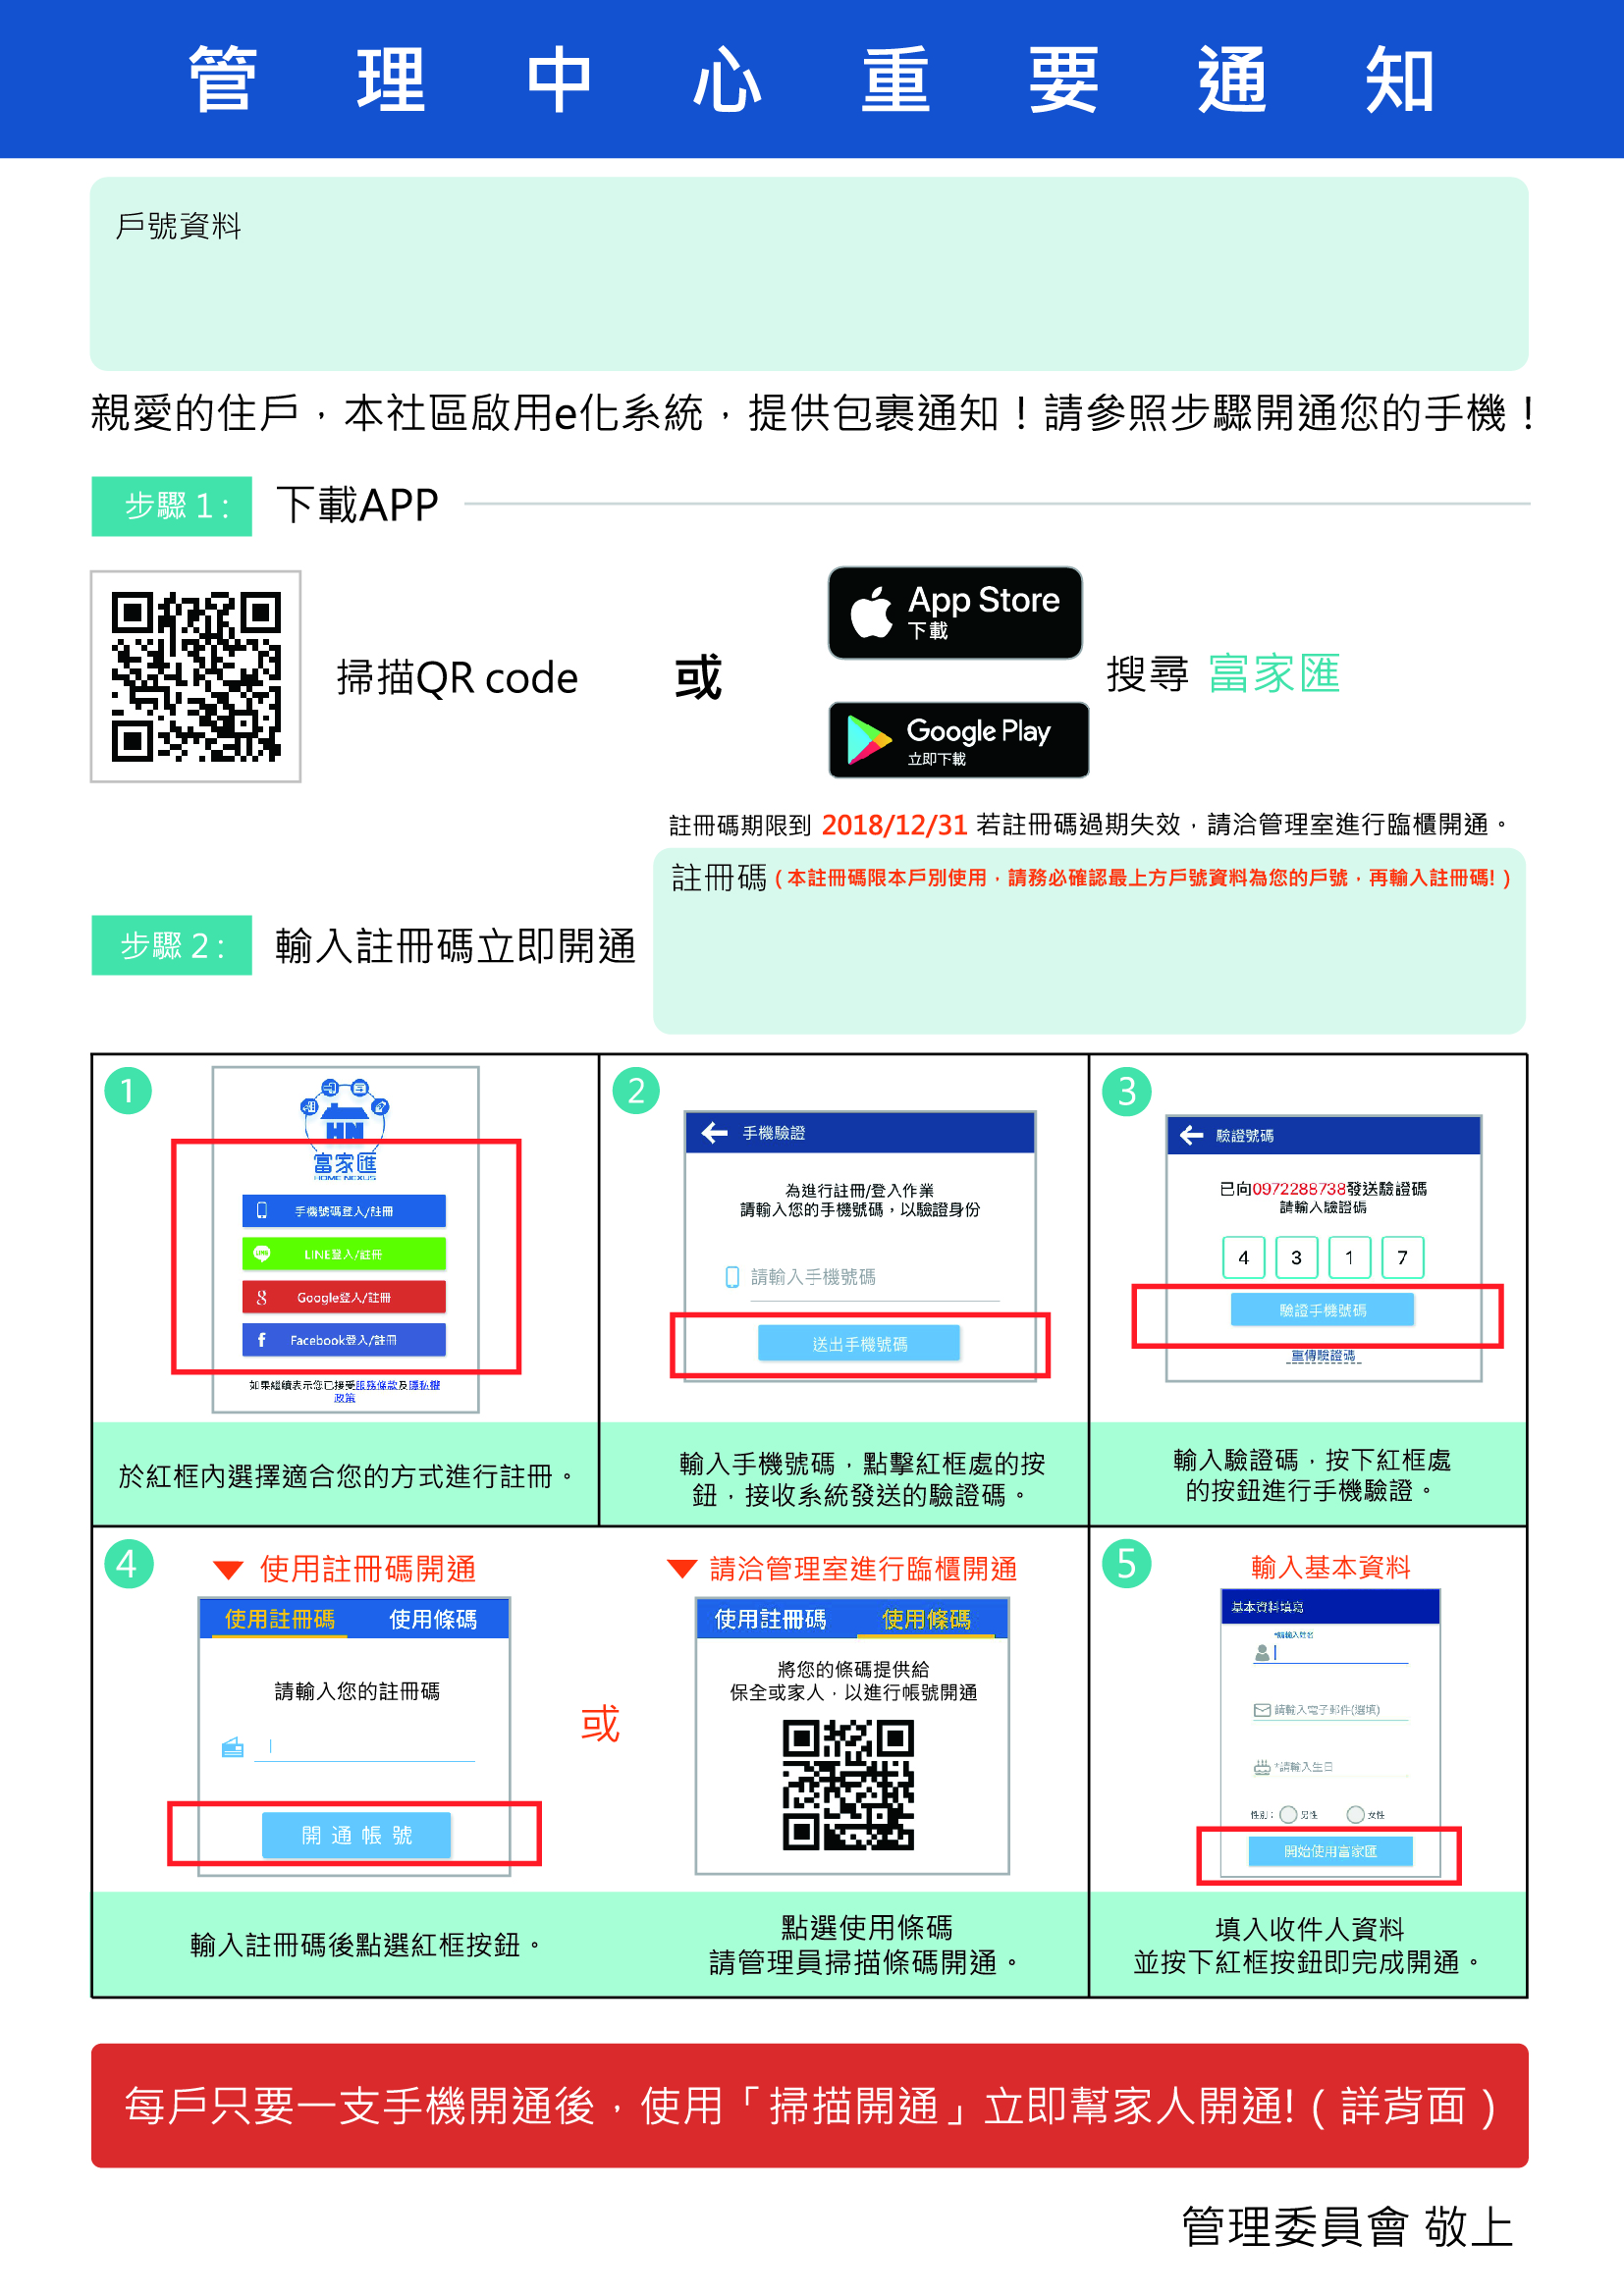 管理中心重要通知
戶號資料
親愛的住戶，本社區啟用e化系統，提供包裹通知！請參照步驟開通您的手機！
步驟 1：
下載APP
掃描QR code
或
App Store
下載
Google Play
立即下載
搜尋 富家匯
註冊碼期限到 2018/12/31 若註冊碼過期失效，請洽管理室進行臨櫃開通。
註冊碼（本註冊碼限本戶別使用，請務必確認最上方戶號資料為您的戶號，再輸入註冊碼!）
步驟 2：
輸入註冊碼立即開通
1
HN
富家匯
HOME NEXUS
手機號碼登入/註冊
LINE登入/註冊
Google登入/註冊
Facebook登入/註冊
如果繼續表示您已接受服務條款及隱私權
政策
於紅框內選擇適合您的方式進行註冊。
2
手機驗證
為進行註冊/登入作業
請輸入您的手機號碼，以驗證身份
請輸入手機號碼
送出手機號碼
輸入手機號碼，點擊紅框處的按
鈕，接收系統發送的驗證碼。
3
驗證號碼
已向0972288738發送驗證碼
請輸入驗證碼
4 3 1 7
驗證手機號碼
重傳驗證碼
輸入驗證碼，按下紅框處
的按鈕進行手機驗證。
4
使用註冊碼開通
使用註冊碼 使用條碼
請輸入您的註冊碼
開通帳號
輸入註冊碼後點選紅框按鈕。
或
請洽管理室進行臨櫃開通
使用註冊碼 使用條碼
將您的條碼提供給
保全或家人，以進行帳號開通
點選使用條碼
請管理員掃描條碼開通。
5
輸入基本資料
基本資料填寫
*請輸入姓名
請輸入電子郵件(選填)
*請輸入生日
性別： 男性 女性
開始使用富家匯
填入收件人資料
並按下紅框按鈕即完成開通。
每戶只要一支手機開通後，使用「掃描開通」立即幫家人開通!（詳背面）
管理委員會 敬上